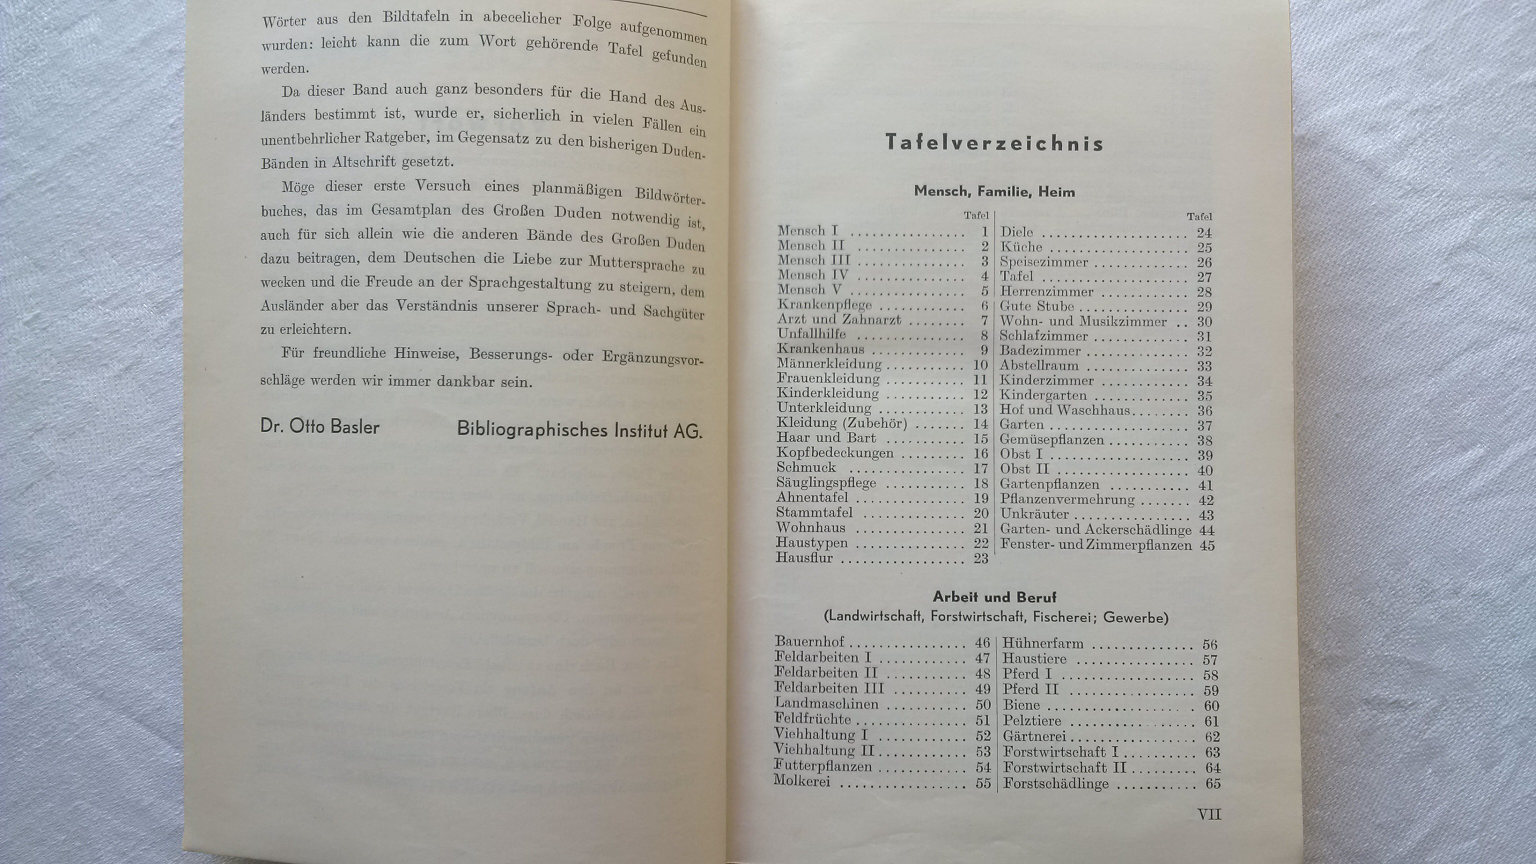 Wörter aus den Bildtafeln in abecelicher Folge aufgenommen
wurden: leicht kann die zum Wort gehörende Tafel gefunden
werden.
Da dieser Band auch ganz besonders für die Hand des Aus-
länders bestimmt ist, wurde er, sicherlich in vielen Fällen ein
unentbehrlicher Ratgeber, im Gegensatz zu den bisherigen Duden-
Bänden in Altschrift gesetzt.
Möge dieser erste Versuch eines planmäßigen Bildwörter-
buches, das im Gesamtplan des Großen Duden notwendig ist,
auch für sich allein wie die anderen Bände des Großen Duden
dazu beitragen, dem Deutschen die Liebe zur Muttersprache zu
wecken und die Freude an der Sprachgestaltung zu steigern, dem
Ausländer aber das Verständnis unserer Sprach- und Sachgüter
zu erleichtern.
Für freundliche Hinweise, Besserungs- oder Ergänzungsvor-
schläge werden wir immer dankbar sein.
Dr. Otto Basler Bibliographisches Institut AG.
Tafelverzeichnis
Mensch, Familie, Heim
Tafel
Mensch I ................ 1
Mensch II ............... 2
Mensch III ............... 3
Mensch IV ............... 4
Mensch V ................ 5
Krankenpflege ............ 6
Arzt und Zahnarzt ........ 7
Unfallhilfe ............... 8
Krankenhaus ............. 9
Männerkleidung ........... 10
Frauenkleidung ........... 11
Kinderkleidung ........... 12
Unterkleidung ............ 13
Kleidung (Zubehör) ....... 14
Haar und Bart ........... 15
Kopfbedeckungen ......... 16
Schmuck ................ 17
Säuglingspflege ........... 18
Ahnentafel ............... 19
Stammtafel .............. 20
Wohnhaus ............... 21
Haustypen ............... 22
Hausflur ................. 23
Tafel
Diele ..................... 24
Küche ................... 25
Speisezimmer ............. 26
Tafel .................... 27
Herrenzimmer ............ 28
Gute Stube ............... 29
Wohn- und Musikzimmer .. 30
Schlafzimmer ............. 31
Badezimmer .............. 32
Abstellraum .............. 33
Kinderzimmer ............ 34
Kindergarten ............. 35
Hof und Waschhaus........ 36
Garten ................... 37
Gemüsepflanzen ........... 38
Obst I ................... 39
Obst II .................. 40
Gartenpflanzen ........... 41
Pflanzenvermehrung ....... 42
Unkräuter ................ 43
Garten- und Ackerschädlinge 44
Fenster- und Zimmerpflanzen 45
Arbeit und Beruf
(Landwirtschaft, Forstwirtschaft, Fischerei; Gewerbe)
Bauernhof ................ 46
Feldarbeiten I ............ 47
Feldarbeiten II ........... 48
Feldarbeiten III .......... 49
Landmaschinen ........... 50
Feldfrüchte ............... 51
Viehhaltung I ............ 52
Viehhaltung II ............ 53
Futterpflanzen ............ 54
Molkerei ................. 55
Hühnerfarm .............. 56
Haustiere ................ 57
Pferd I .................. 58
Pferd II ................. 59
Biene .................... 60
Pelztiere ................. 61
Gärtnerei ................. 62
Forstwirtschaft I .......... 63
Forstwirtschaft II ......... 64
Forstschädlinge ........... 65
VII